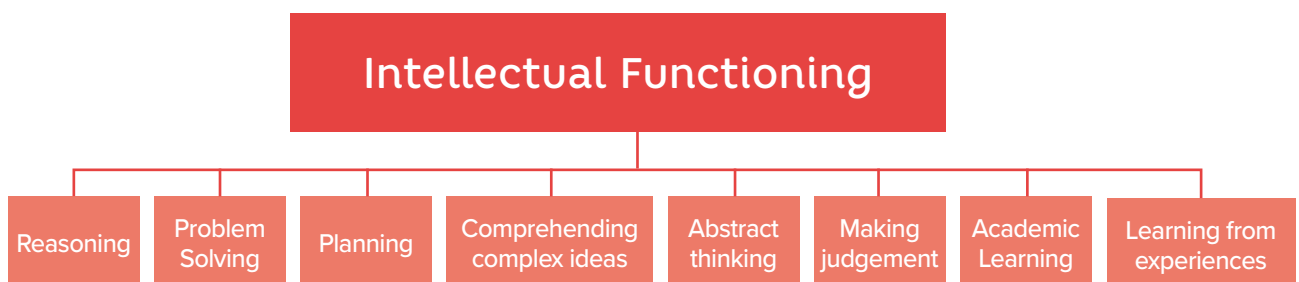 Intellectual Functioning
Reasoning
Problem
Solving
Planning
Comprehending
complex ideas
Abstract
thinking
Making
judgement
Academic
Learning
Learning from
experiences